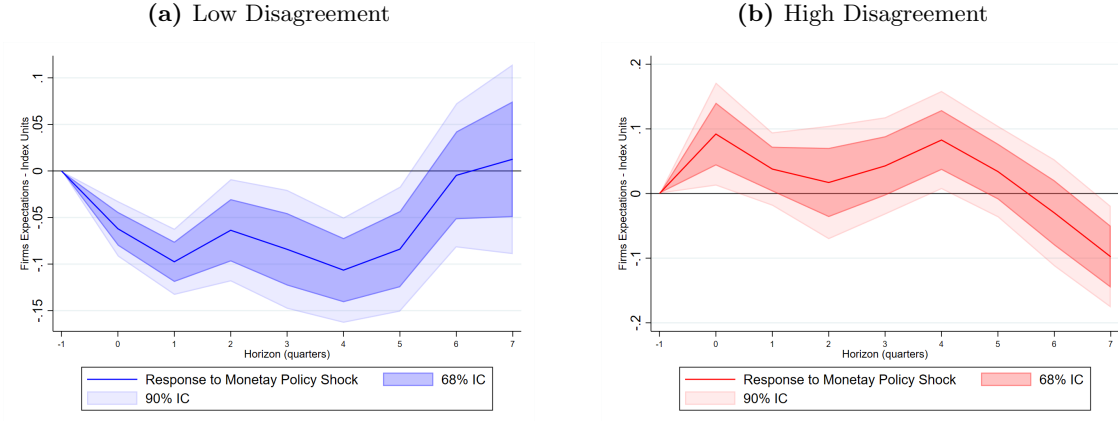 (a) Low Disagreement
(b) High Disagreement
Firms Expectations - Index Units
.1
.05
0
-.05
-.1
-.15
-1 0 1 2 3 4 5 6 7
Horizon (quarters)
Response to Monetay Policy Shock 68% IC
90% IC
Firms Expectations - Index Units
.2
.1
0
-.1
-.2
-1 0 1 2 3 4 5 6 7
Horizon (quarters)
Response to Monetay Policy Shock 68% IC
90% IC